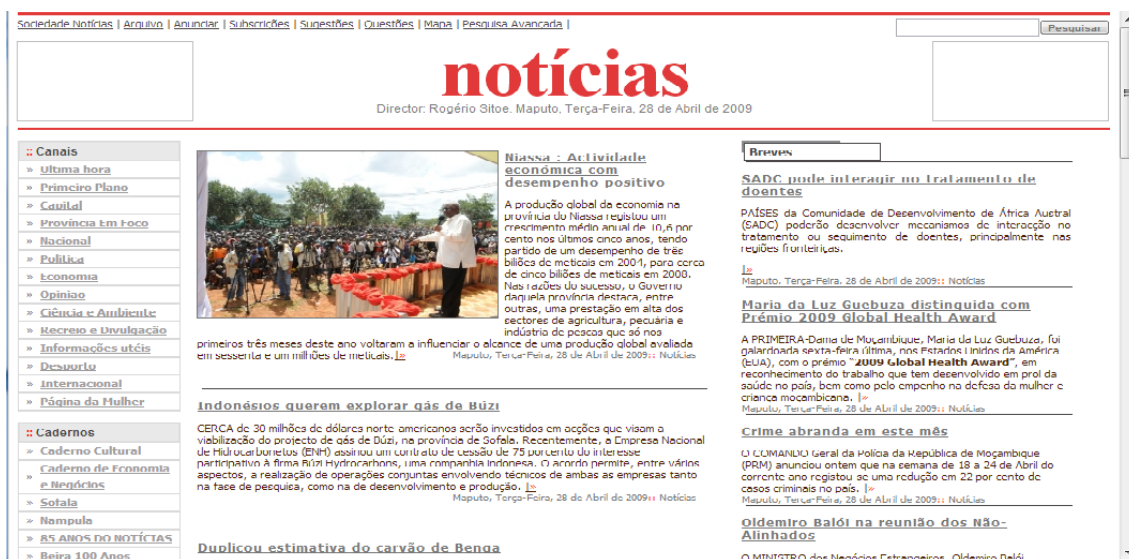 Sociedade Notícias | Arquivo | Anunciar | Subscrições | Sugestões | Questões | Mapa | Pesquisa Avançada |
Pesquisar
notícias
Director: Rogério Sitoe. Maputo, Terça-Feira, 28 de Abril de 2009
:: Canais
» Ultima hora
» Primeiro Plano
» Capital
» Província Em Foco
» Nacional
» Politica
» Economia
» Opiniao
» Ciência e Ambiente
» Recreio e Divulgação
» Informações utéis
» Desporto
» Internacional
» Página da Mulher
:: Cadernos
» Caderno Cultural
» Caderno de Economia
e Negócios
» Sofala
» Nampula
» 85 ANOS DO NOTÍCIAS
» Beira 100 Anos
Niassa : Actividade
económica com
desempenho positivo
A produção global da economia na
província do Niassa registou um
crescimento médio anual de 10,6 por
cento nos últimos cinco anos, tendo
partido de um desempenho de três
biliões de meticais em 2004, para cerca
de cinco biliões de meticais em 2008.
Nas razões do sucesso, o Governo
daquela província destaca, entre
outras, uma prestação em alta dos
sectores de agricultura, pecuária e
indústria de pescas que só nos
primeiros três meses deste ano voltaram a influenciar o alcance de uma produção global avaliada
em sessenta e um milhões de meticais. |»
Maputo, Terça-Feira, 28 de Abril de 2009:: Notícias
Indonésios querem explorar gás de Búzi
CERCA de 30 milhões de dólares norte-americanos serão investidos em acções que visam a
viabilização do projecto de gás de Búzi, na província de Sofala. Recentemente, a Empresa Nacional
de Hidrocarbonetos (ENH) assinou um contrato de cessão de 75 porcento do interesse
participativo à firma Búzi Hydrocarbons, uma companhia indonesa. O acordo permite, entre vários
aspectos, a realização de operações conjuntas envolvendo técnicos de ambas as empresas tanto
na fase de pesquisa, como na de desenvolvimento e produção. |»
Maputo, Terça-Feira, 28 de Abril de 2009:: Notícias
Duplicou estimativa do carvão de Benga
Breves
SADC pode interagir no tratamento de
doentes
PAÍSES da Comunidade de Desenvolvimento de África Austral
(SADC) poderão desenvolver mecanismos de interacção no
tratamento ou seguimento de doentes, principalmente nas
regiões fronteiriças.
|»
Maputo, Terça-Feira, 28 de Abril de 2009:: Notícias
Maria da Luz Guebuza distinguida com
Prémio 2009 Global Health Award
A PRIMEIRA-Dama de Moçambique, Maria da Luz Guebuza, foi
galardoada sexta-feira última, nos Estados Unidos da América
(EUA), com o prémio "2009 Global Health Award", em
reconhecimento do trabalho que tem desenvolvido em prol da
saúde no país, bem como pelo empenho na defesa da mulher e
criança moçambicana. |»
Maputo, Terça-Feira, 28 de Abril de 2009:: Notícias
Crime abranda em este mês
O COMANDO Geral da Polícia da República de Moçambique
(PRM) anunciou ontem que na semana de 18 a 24 de Abril do
corrente ano registou se uma redução em 22 por cento de
casos criminais no país. |»
Maputo, Terça-Feira, 28 de Abril de 2009:: Notícias
Oldemiro Balói na reunião dos Não-
Alinhados
O MINISTRO dos Negócios Estrangeiros, Oldemiro Balói,